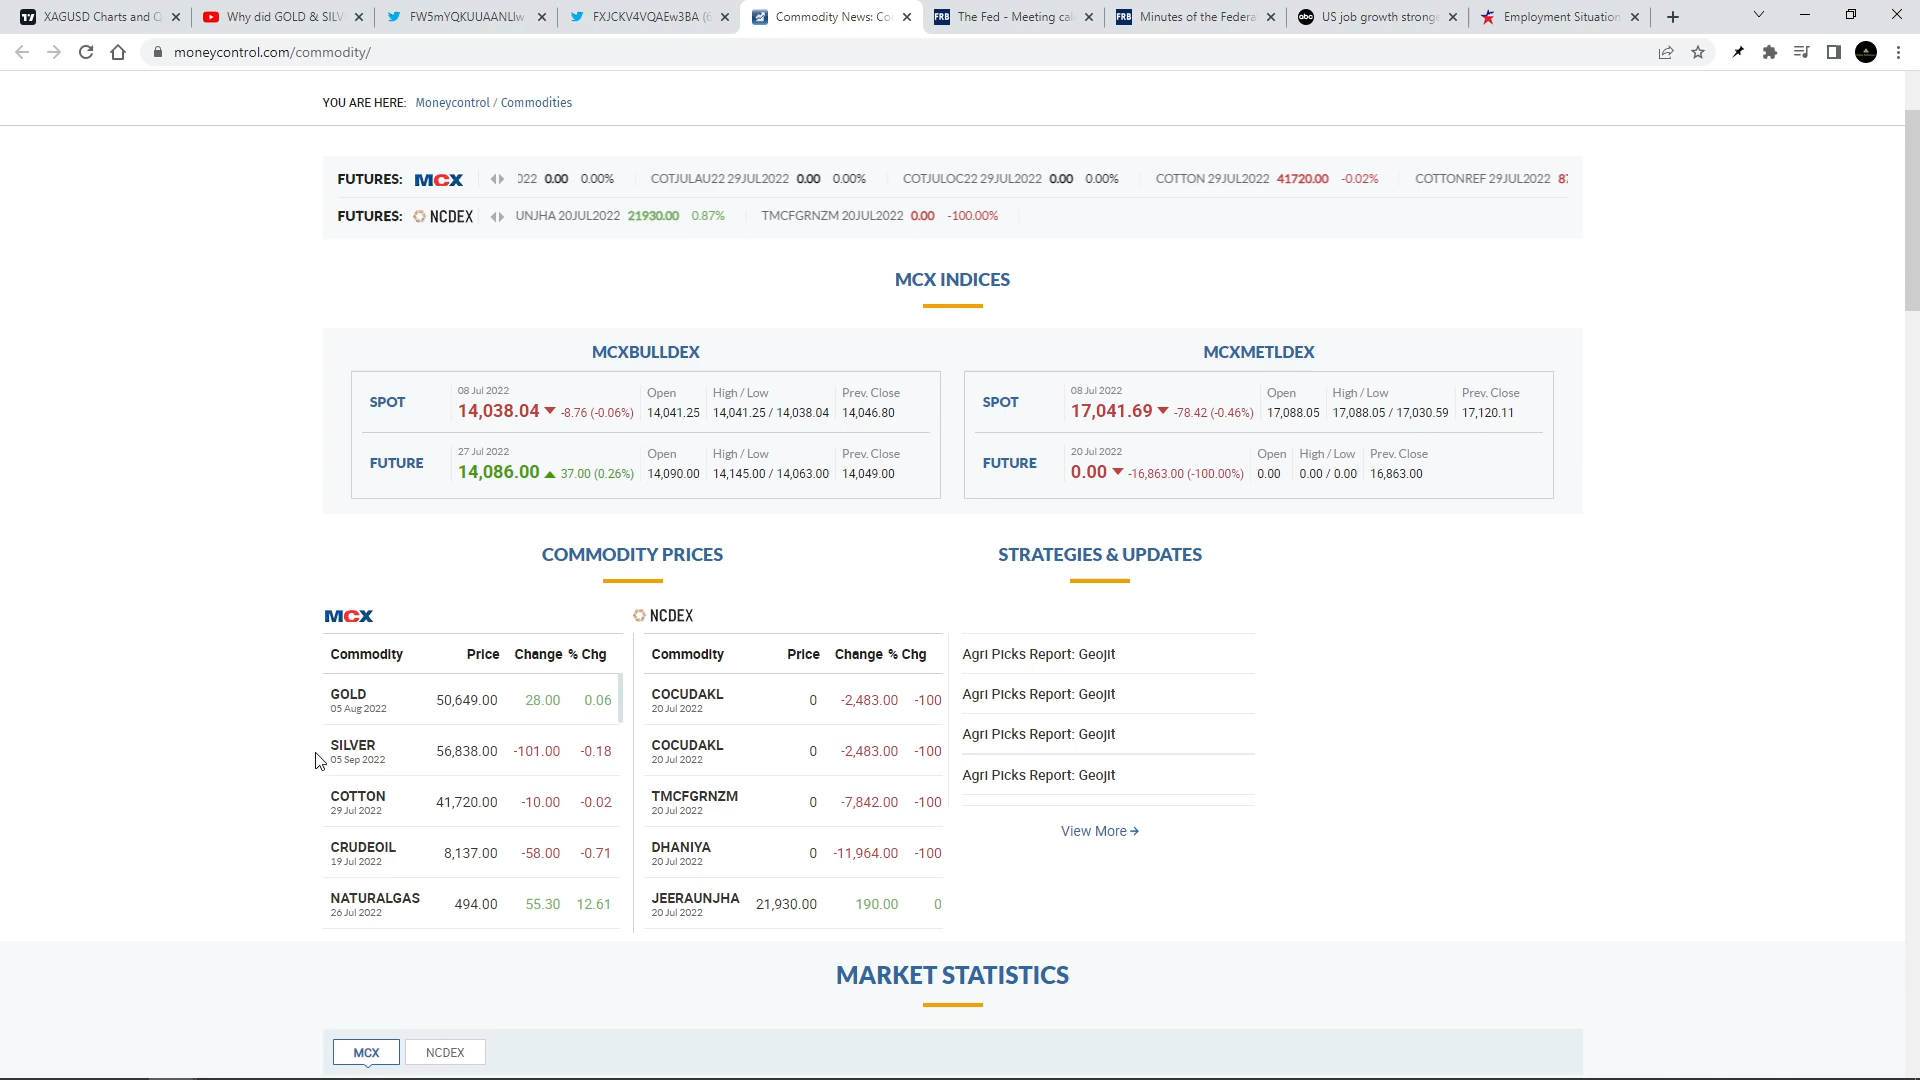 XAGUSD Charts and Q
Why did GOLD & SILV
FW5mYQKUUAANLIw
FXJCKV4VQAEw3BA (6
Commodity News: Co
FRB The Fed - Meeting cal
FRB Minutes of the Federa
abc US job growth stronge
Employment Situation
moneycontrol.com/commodity/
YOU ARE HERE: Moneycontrol / Commodities
FUTURES: MCX 022 0.00 0.00% COTJULAU22 29JUL2022 0.00 0.00% COTJULOC22 29JUL2022 0.00 0.00% COTTON 29JUL2022 41720.00 -0.02% COTTONREF 29JUL2022
FUTURES: NCDEX UNJHA 20JUL2022 21930.00 0.87% TMCFGRNZM 20JUL2022 0.00 -100.00%
MCX INDICES
MCXBULLDEX
SPOT
08 Jul 2022
14,038.04 ▼ -8.76 (-0.06%)
Open
14,041.25
High / Low
14,041.25 / 14,038.04
Prev. Close
14,046.80
FUTURE
27 Jul 2022
14,086.00 ▲ 37.00 (0.26%)
Open
14,090.00
High / Low
14,145.00 / 14,063.00
Prev. Close
14,049.00
MCXMETLDEX
SPOT
08 Jul 2022
17,041.69 ▼ -78.42 (-0.46%)
Open
17,088.05
High / Low
17,088.05 / 17,030.59
Prev. Close
17,120.11
FUTURE
20 Jul 2022
0.00 ▼ -16,863.00 (-100.00%)
Open
0.00
High / Low
0.00 / 0.00
Prev. Close
16,863.00
COMMODITY PRICES
MCX
Commodity Price Change % Chg
GOLD 50,649.00 28.00 0.06
05 Aug 2022
SILVER 56,838.00 -101.00 -0.18
05 Sep 2022
COTTON 41,720.00 -10.00 -0.02
29 Jul 2022
CRUDEOIL 8,137.00 -58.00 -0.71
19 Jul 2022
NATURALGAS 494.00 55.30 12.61
26 Jul 2022
NCDEX
Commodity Price Change % Chg
COCUDAKL 0 -2,483.00 -100
20 Jul 2022
COCUDAKL 0 -2,483.00 -100
20 Jul 2022
TMCFGRNZM 0 -7,842.00 -100
20 Jul 2022
DHANIYA 0 -11,964.00 -100
20 Jul 2022
JEERAUNJHA 21,930.00 190.00 0
20 Jul 2022
STRATEGIES & UPDATES
Agri Picks Report: Geojit
Agri Picks Report: Geojit
Agri Picks Report: Geojit
Agri Picks Report: Geojit
View More →
MARKET STATISTICS
MCX
NCDEX